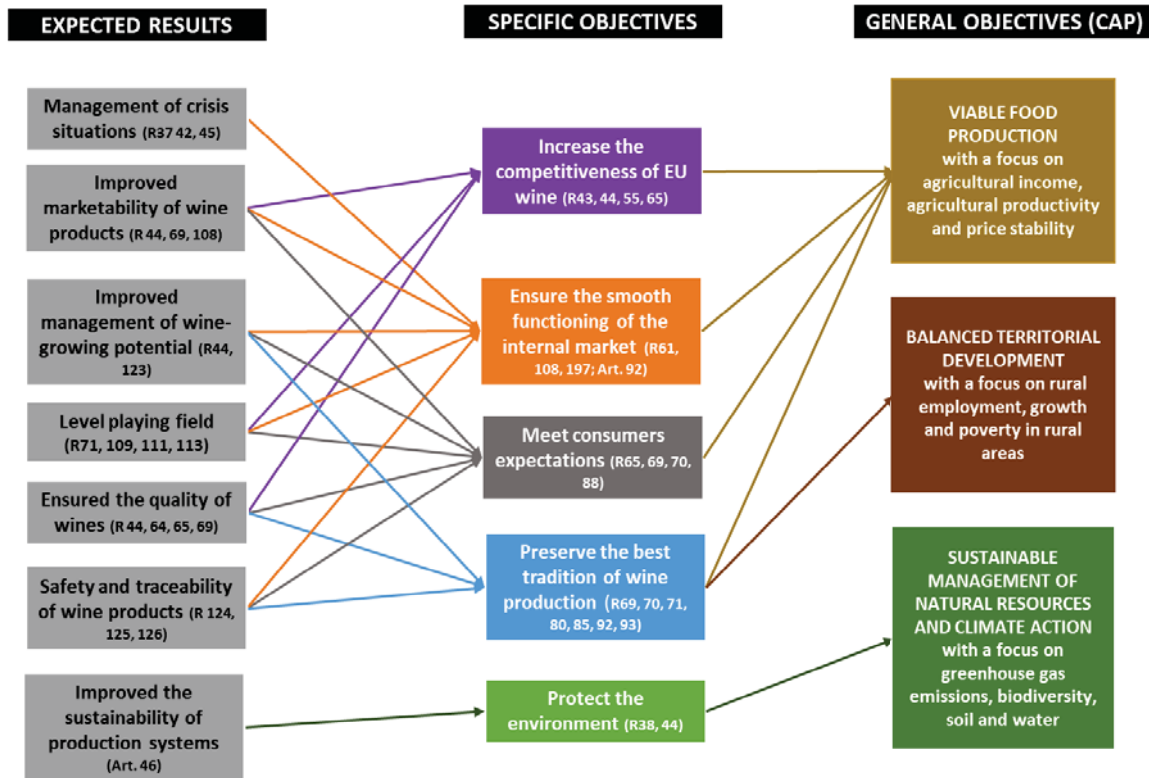 EXPECTED RESULTS
Management of crisis
situations (R37 42, 45)
Improved
marketability of wine
products (R 44, 69, 108)
Improved
management of wine-
growing potential (R44,
123)
Level playing field
(R71, 109, 111, 113)
Ensured the quality of
wines (R 44, 64, 65, 69)
Safety and traceability
of wine products (R 124,
125, 126)
Improved the
sustainability of
production systems
(Art. 46)
SPECIFIC OBJECTIVES
Increase the
competitiveness of EU
wine (R43, 44, 55, 65)
Ensure the smooth
functioning of the
internal market (R61,
108, 197; Art. 92)
Meet consumers
expectations (R65, 69, 70,
88)
Preserve the best
tradition of wine
production (R69, 70, 71,
80, 85, 92, 93)
Protect the
environment (R38, 44)
GENERAL OBJECTIVES (CAP)
VIABLE FOOD
PRODUCTION
with a focus on
agricultural income,
agricultural productivity
and price stability
BALANCED TERRITORIAL
DEVELOPMENT
with a focus on rural
employment, growth
and poverty in rural
areas
SUSTAINABLE
MANAGEMENT OF
NATURAL RESOURCES
AND CLIMATE ACTION
with a focus on
greenhouse gas
emissions, biodiversity,
soil and water